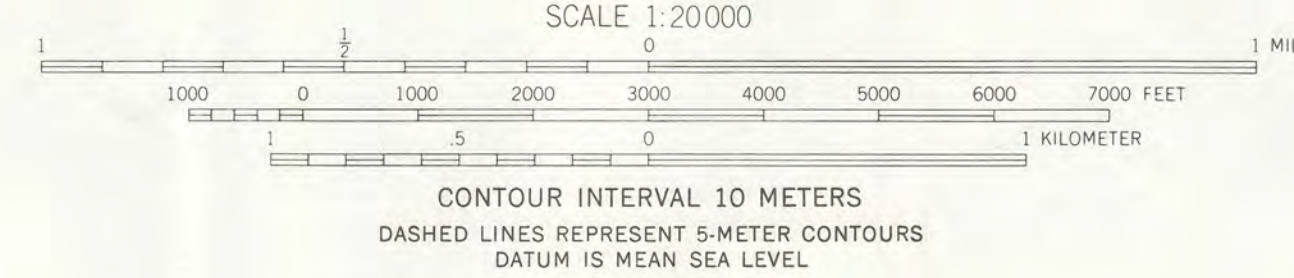 SCALE 1:20000
1 ½ 0 1 MI
1000 0 1000 2000 3000 4000 5000 6000 7000 FEET
1 .5 0 1 KILOMETER
CONTOUR INTERVAL 10 METERS
DASHED LINES REPRESENT 5-METER CONTOURS
DATUM IS MEAN SEA LEVEL